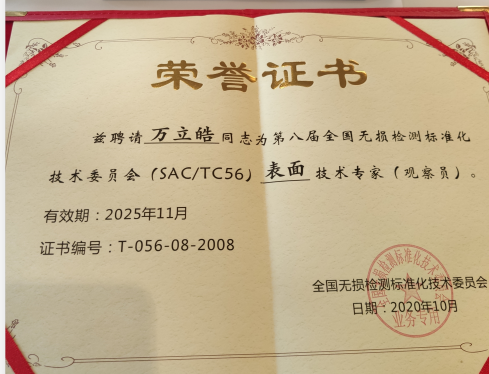 荣誉证书
兹聘请 万立皓 同志为第八届全国无损检测标准化
技术委员会（SAC/TC56）表面 技术专家（观察员）。
有效期：2025年11月
证书编号：T-056-08-2008
全国无损检测标准化技术委员会
日期：2020年10月